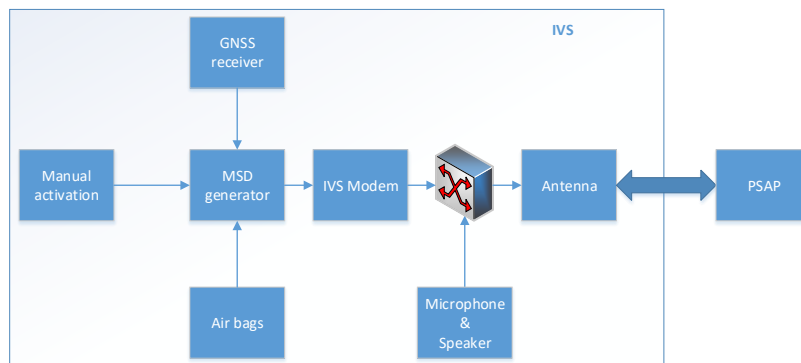 IVS
GNSS
receiver
Manual
activation
MSD
generator
IVS Modem
Antenna
PSAP
Air bags
Microphone
&
Speaker